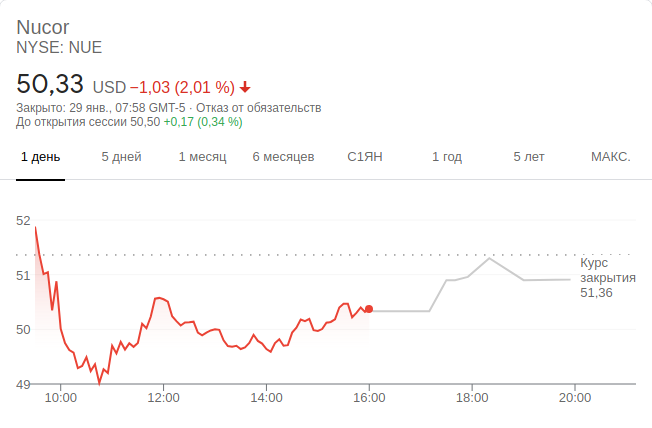 Nucor
NYSE: NUE
50,33 USD −1,03 (2,01 %)
Закрыто: 29 янв., 07:58 GMT-5 · Отказ от обязательств
До открытия сессии 50,50 +0,17 (0,34 %)
1 день 5 дней 1 месяц 6 месяцев С1ЯН 1 год 5 лет МАКС.
52
51
50
49
Курс
закрытия
51,36
10:00 12:00 14:00 16:00 18:00 20:00